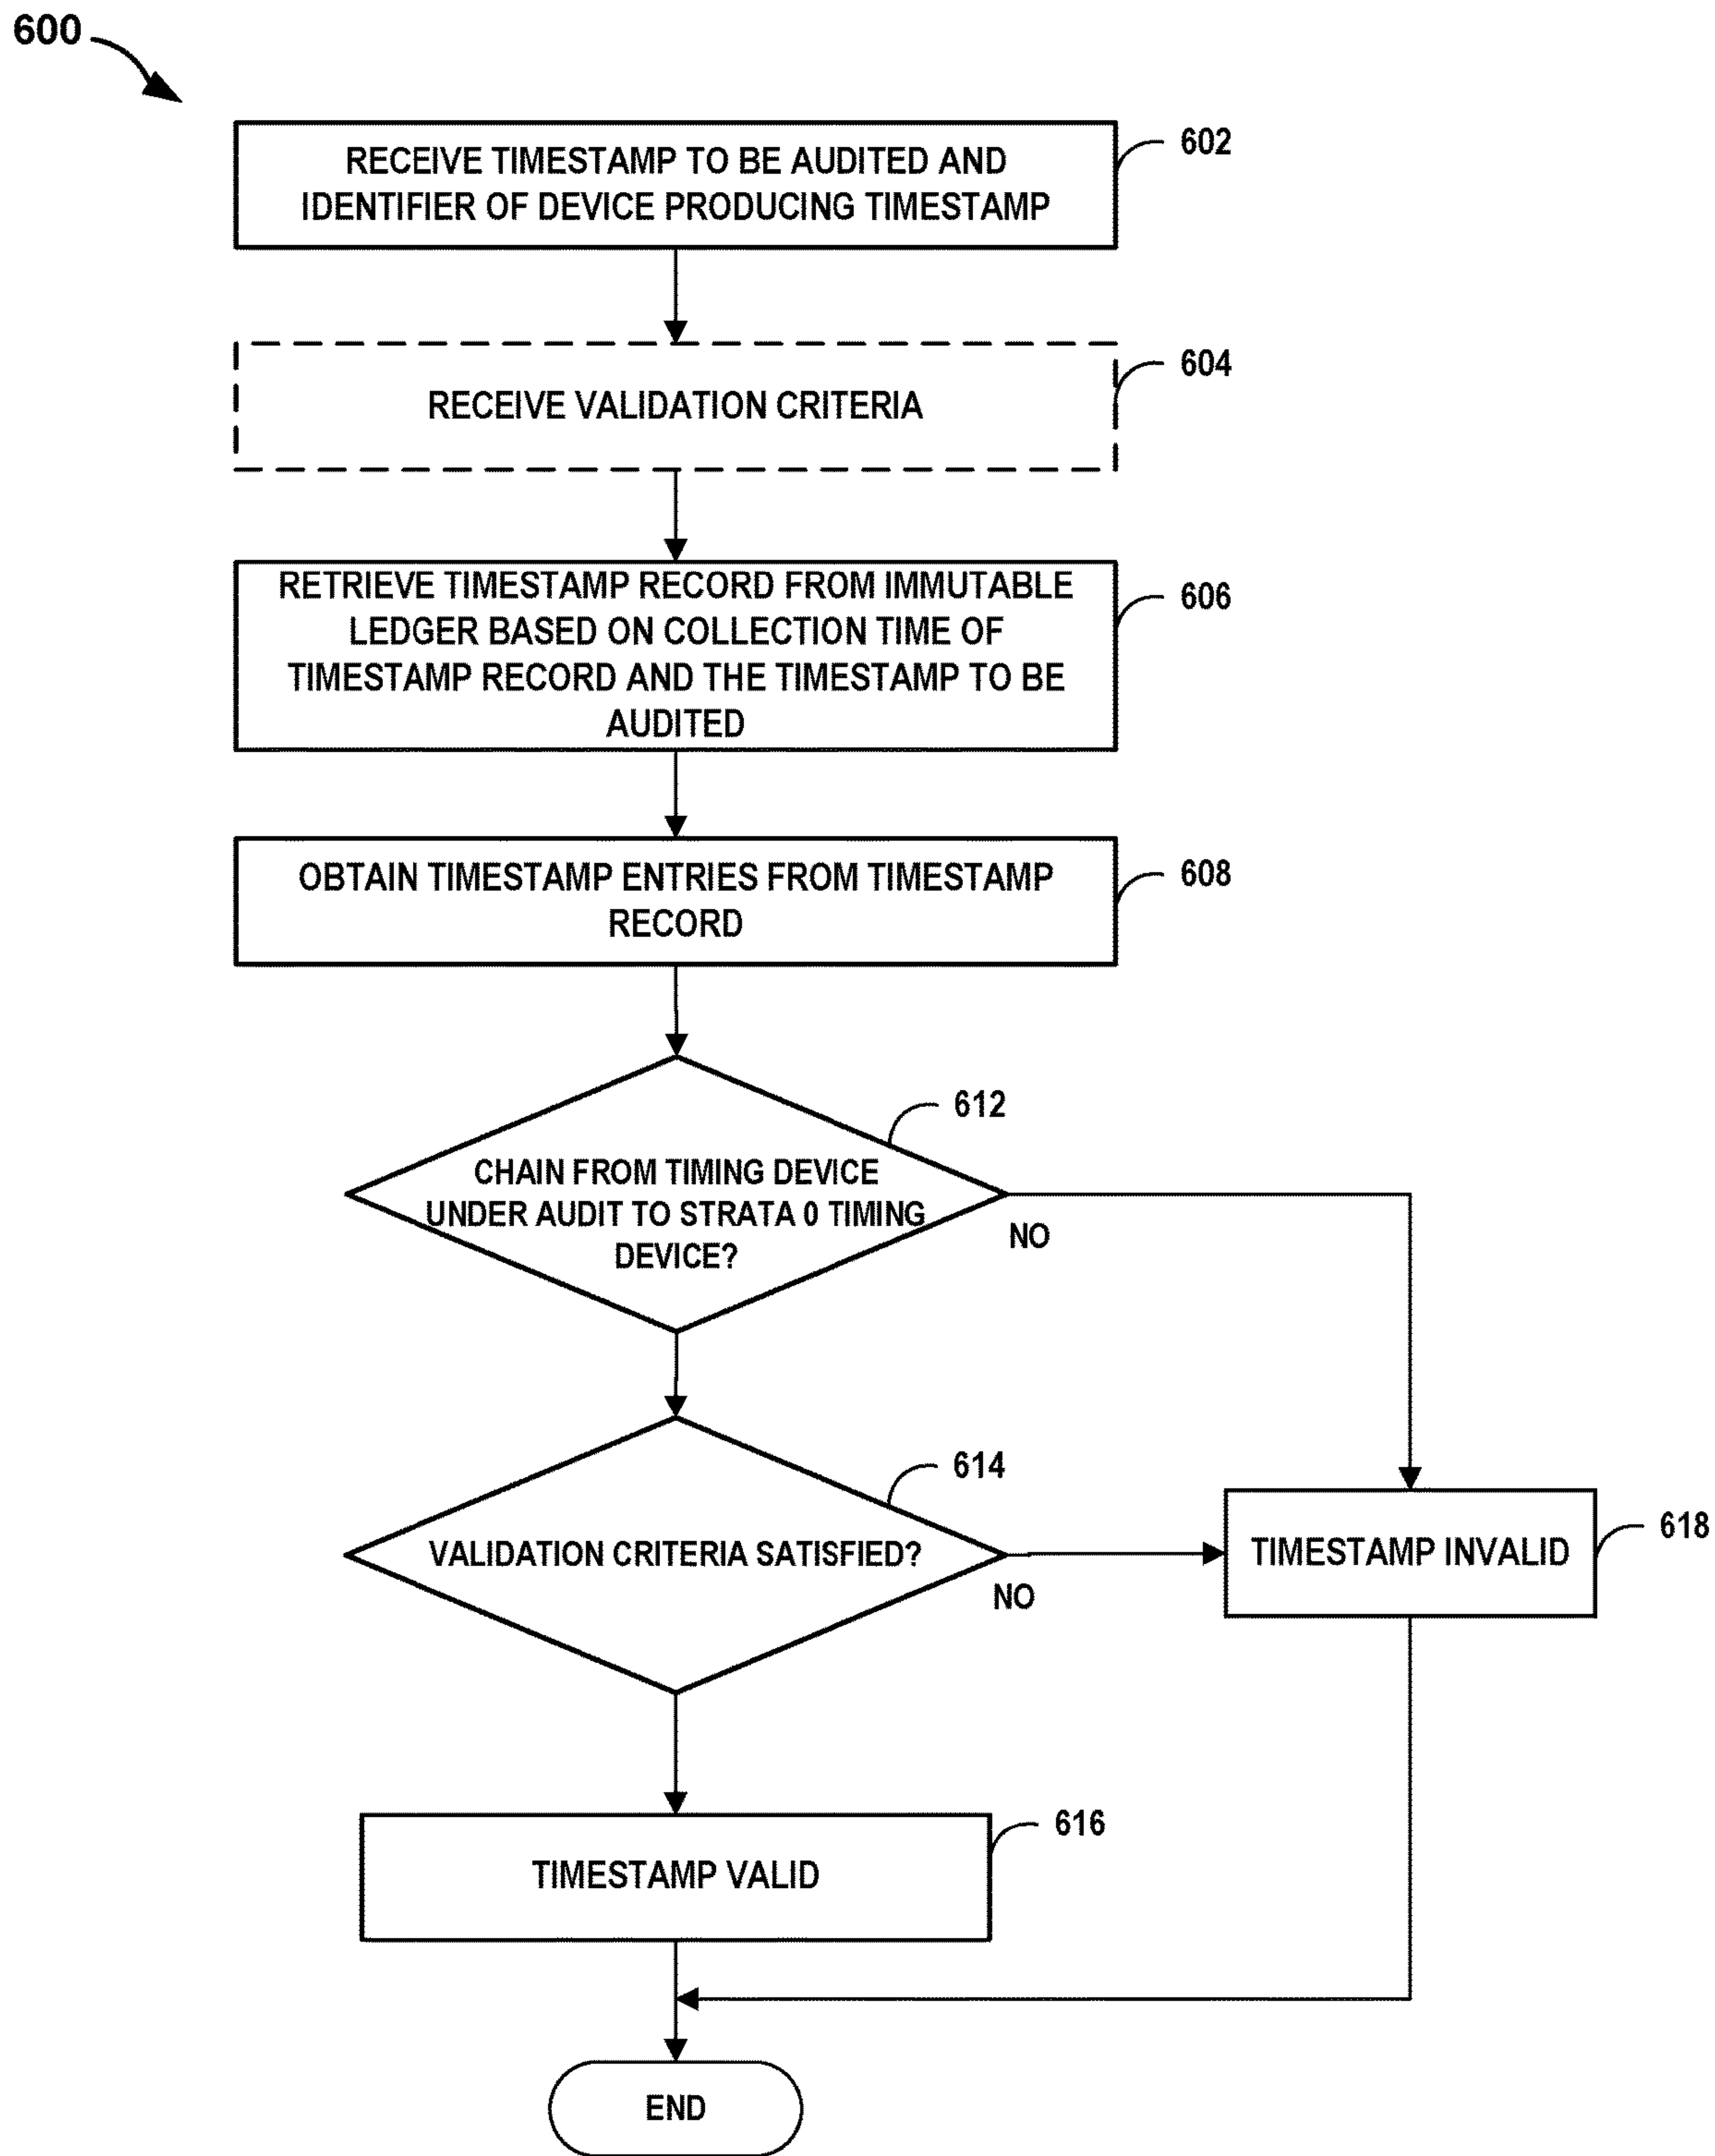 600
RECEIVE TIMESTAMP TO BE AUDITED AND
IDENTIFIER OF DEVICE PRODUCING TIMESTAMP
602
RECEIVE VALIDATION CRITERIA
604
RETRIEVE TIMESTAMP RECORD FROM IMMUTABLE
LEDGER BASED ON COLLECTION TIME OF
TIMESTAMP RECORD AND THE TIMESTAMP TO BE
AUDITED
606
OBTAIN TIMESTAMP ENTRIES FROM TIMESTAMP
RECORD
608
612
CHAIN FROM TIMING DEVICE
UNDER AUDIT TO STRATA 0 TIMING
DEVICE?
NO
614
VALIDATION CRITERIA SATISFIED?
NO
TIMESTAMP INVALID
618
616
TIMESTAMP VALID
END